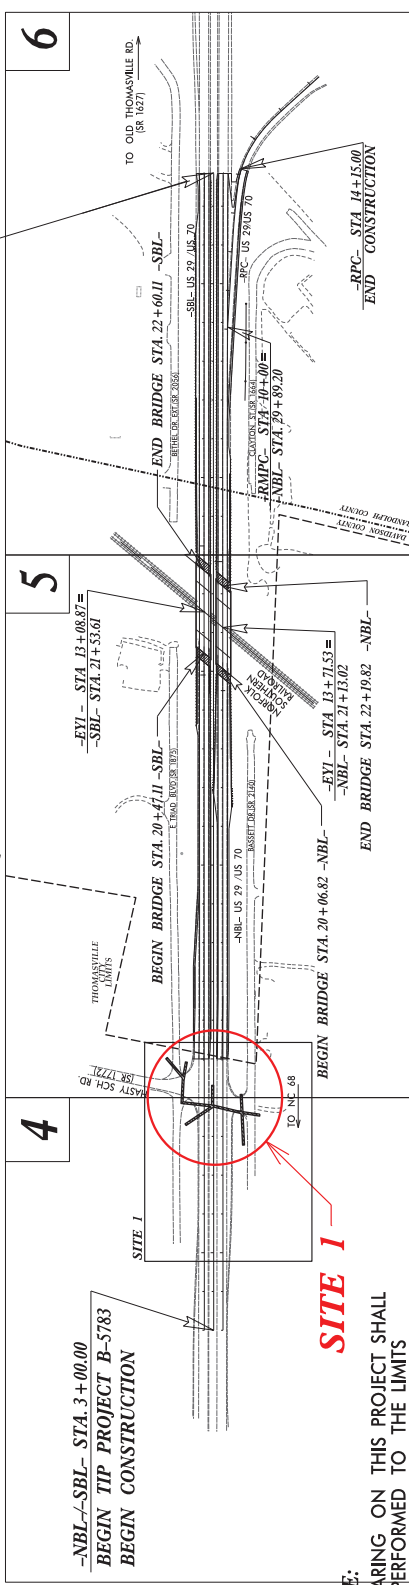 6
TO OLD THOMASVILLE RD.
(SR 1627)
BETHEL DR. EXT.(SR 2056)
END BRIDGE STA. 22+60.11 -SBL-
-SBL- US 29 /US 70
-RPC- US 29/US 70
-RPC- STA 14+15.00
END CONSTRUCTION
CLAYTON ST.(SR 1664)
-RMPC- STA 10+00=
-NBL- STA. 29+89.20
DAVIDSON COUNTY
RANDOLPH COUNTY
5
-EY1- STA 13+08.87=
-SBL- STA. 21+53.61
E TRIAD BLVD.(SR 1875)
BEGIN BRIDGE STA. 20+47.11 -SBL-
NORFOLK
SOUTHERN
RAILROAD
-EY1- STA 13+71.53=
-NBL- STA. 21+13.02
END BRIDGE STA. 22+19.82 -NBL-
BASSETT DR.(SR 2140)
-NBL- US 29 /US 70
BEGIN BRIDGE STA. 20+06.82 -NBL-
THOMASVILLE
CITY
LIMITS
4
HASTY SCH. RD
(SR 1772)
TO NC 68
SITE 1
SITE 1
-NBL-/-SBL- STA. 3+00.00
BEGIN TIP PROJECT B-5783
BEGIN CONSTRUCTION
E:
ARING ON THIS PROJECT SHALL
PERFORMED TO THE LIMITS